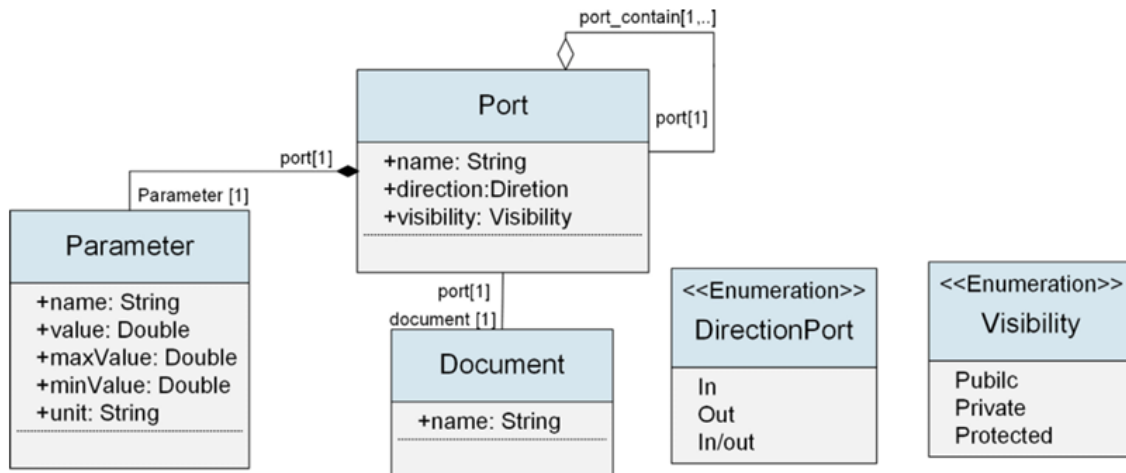 port_contain[1,..]
Port
port[1]
+name: String
+direction:Diretion
+visibility: Visibility
port[1]
Parameter [1]
Parameter
+name: String
+value: Double
+maxValue: Double
+minValue: Double
+unit: String
port[1]
document [1]
Document
+name: String
<<Enumeration>>
DirectionPort
In
Out
In/out
<<Enumeration>>
Visibility
Pubilc
Private
Protected